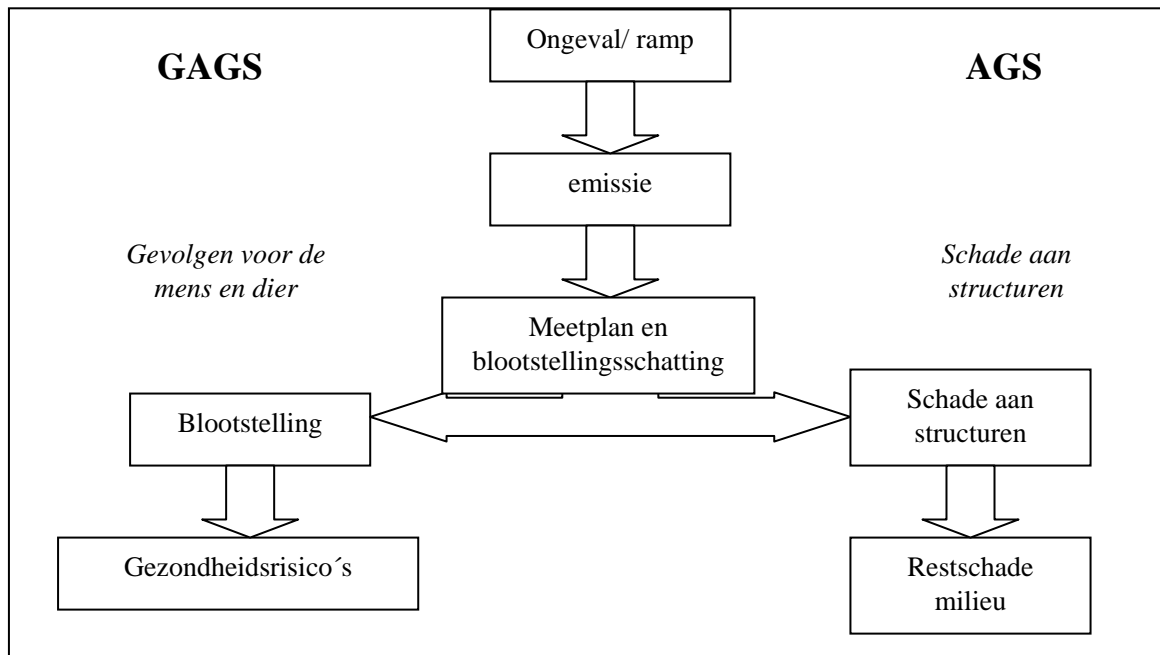 Ongeval/ ramp
GAGS
AGS
emissie
Gevolgen voor de
mens en dier
Schade aan
structuren
Meetplan en
blootstellingsschatting
Blootstelling
Schade aan
structuren
Gezondheidsrisico´s
Restschade
milieu